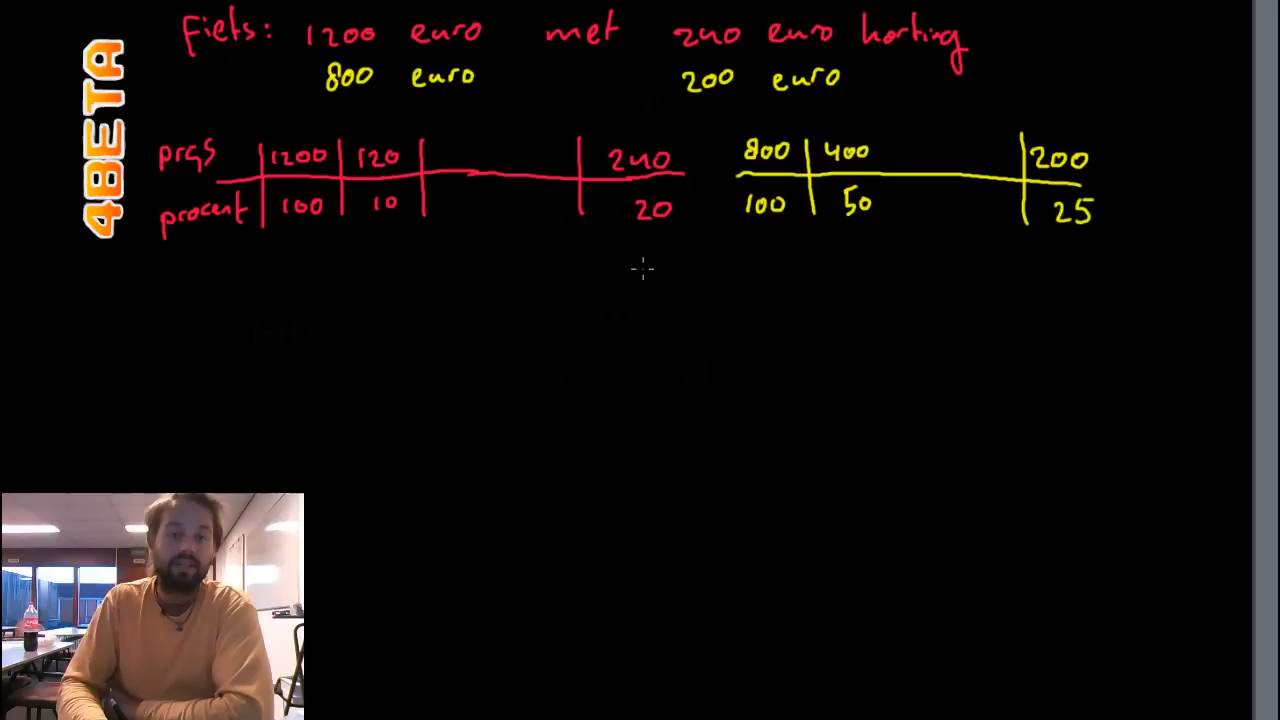 4BETA
Fiets: 1200 euro met 240 euro korting
800 euro 200 euro
prijs 1200 120 240 800 400 200
procent 100 10 20 100 50 25